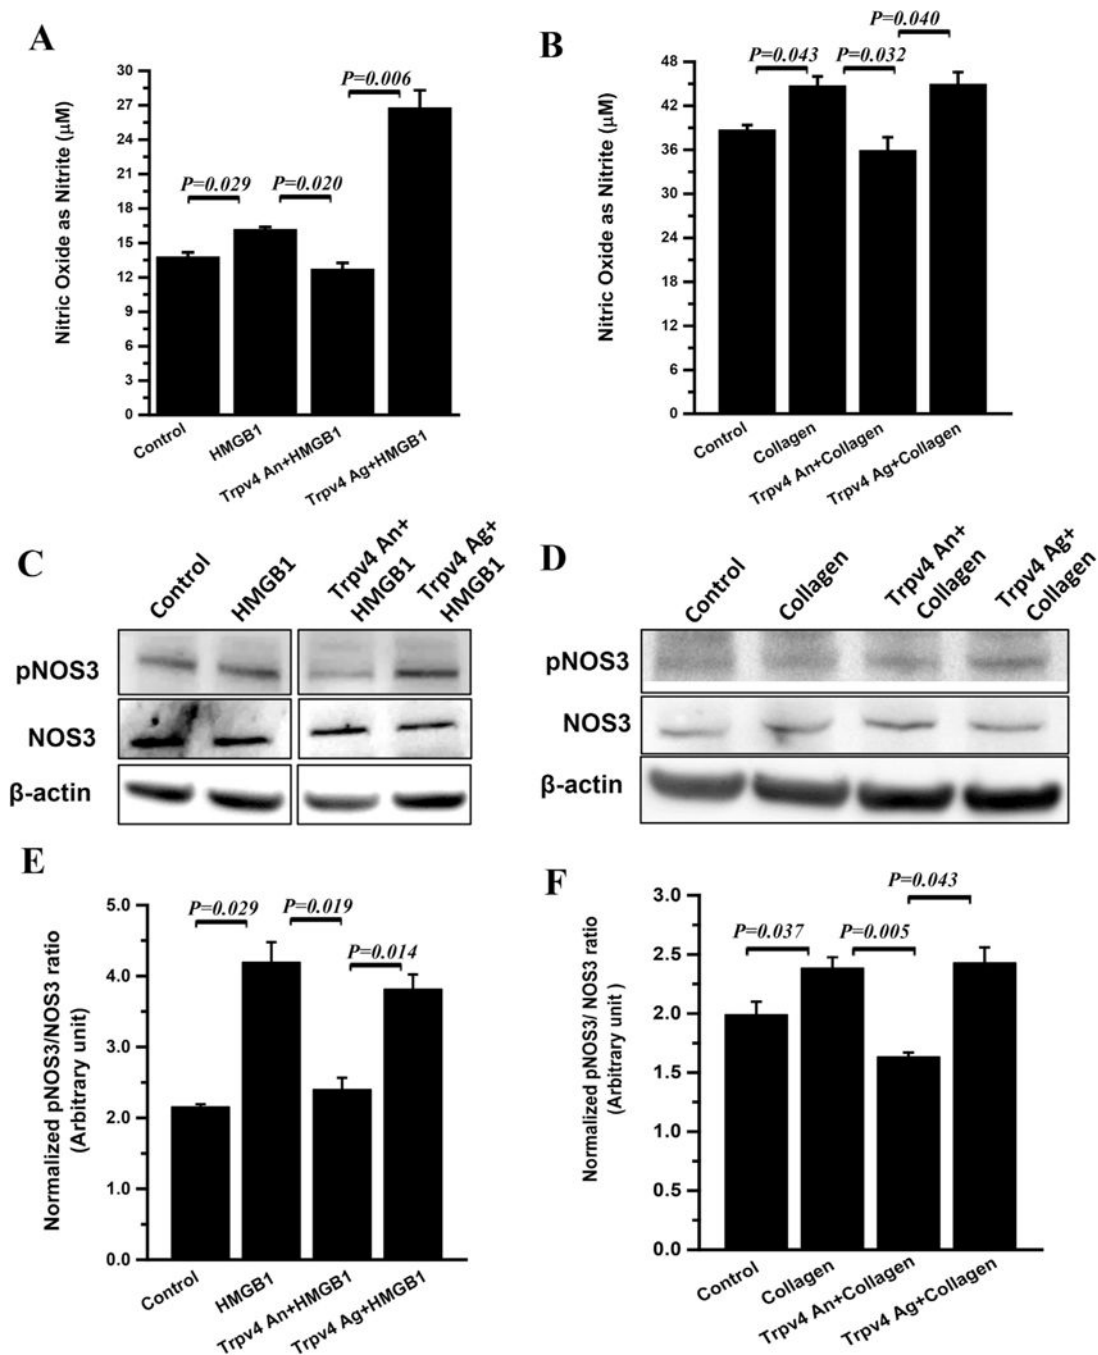 A
P=0.006
P=0.029
P=0.020
Nitric Oxide as Nitrite (μM)
30
27
24
21
18
15
12
9
6
3
0
Control
HMGB1
Trpv4 An+HMGB1
Trpv4 Ag+HMGB1
B
P=0.040
P=0.043
P=0.032
Nitric Oxide as Nitrite (μM)
48
42
36
30
24
18
12
6
0
Control
Collagen
Trpv4 An+Collagen
Trpv4 Ag+Collagen
C
Control
HMGB1
Trpv4 An+
HMGB1
Trpv4 Ag+
HMGB1
pNOS3
NOS3
β-actin
D
Control
Collagen
Trpv4 An+
Collagen
Trpv4 Ag+
Collagen
pNOS3
NOS3
β-actin
E
P=0.029
P=0.019
P=0.014
Normalized pNOS3/NOS3 ratio
(Arbitrary unit)
5.0
4.0
3.0
2.0
1.0
0.0
Control
HMGB1
Trpv4 An+HMGB1
Trpv4 Ag+HMGB1
F
P=0.043
P=0.037
P=0.005
Normalized pNOS3/ NOS3 ratio
(Arbitrary unit )
3.0
2.5
2.0
1.5
1.0
0.5
0.0
Control
Collagen
Trpv4 An+Collagen
Trpv4 Ag+Collagen